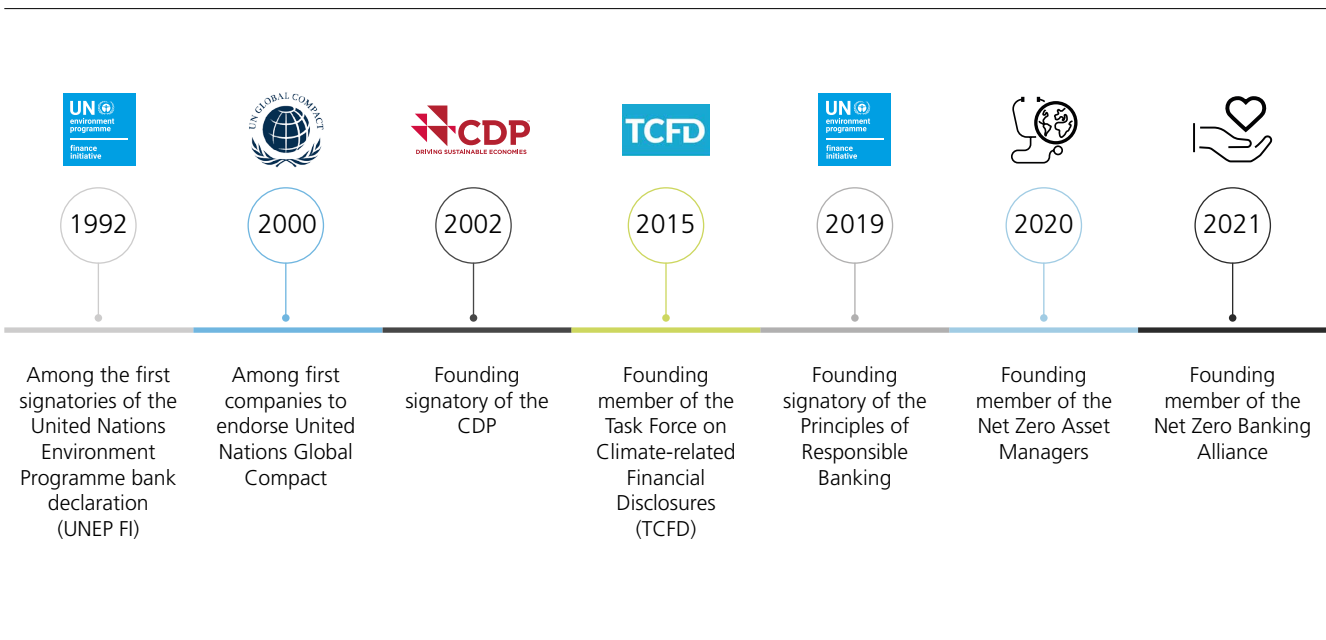 UN
environment
programme
finance
initiative
UN GLOBAL COMPACT
CDP
DRIVING SUSTAINABLE ECONOMIES
TCFD
UN
environment
programme
finance
initiative
1992
2000
2002
2015
2019
2020
2021
Among the first
signatories of the
United Nations
Environment
Programme bank
declaration
(UNEP FI)
Among first
companies to
endorse United
Nations Global
Compact
Founding
signatory of the
CDP
Founding
member of the
Task Force on
Climate-related
Financial
Disclosures
(TCFD)
Founding
signatory of the
Principles of
Responsible
Banking
Founding
member of the
Net Zero Asset
Managers
Founding
member of the
Net Zero Banking
Alliance